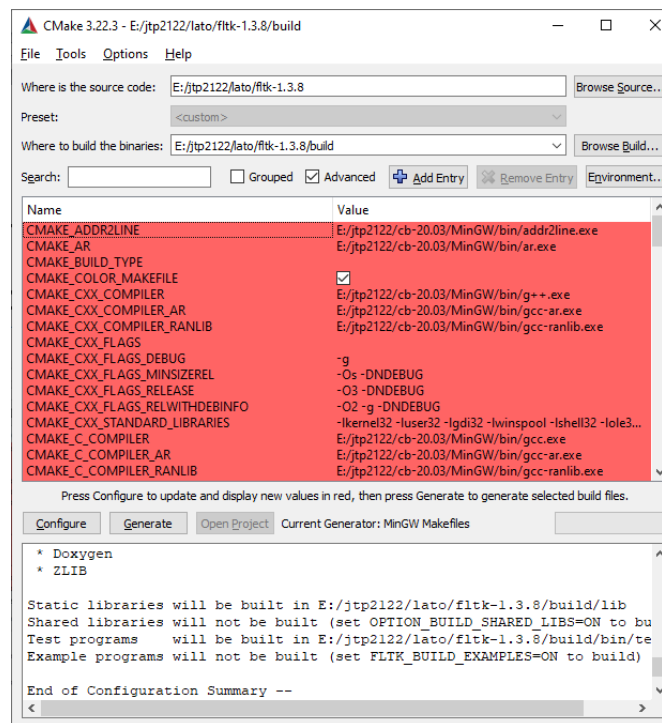 CMake 3.22.3 - E:/jtp2122/lato/fltk-1.3.8/build
File Tools Options Help
Where is the source code: E:/jtp2122/lato/fltk-1.3.8 Browse Source...
Preset: <custom>
Where to build the binaries: E:/jtp2122/lato/fltk-1.3.8/build Browse Build...
Search: Grouped Advanced Add Entry Remove Entry Environment...
Name Value
CMAKE_ADDR2LINE E:/jtp2122/cb-20.03/MinGW/bin/addr2line.exe
CMAKE_AR E:/jtp2122/cb-20.03/MinGW/bin/ar.exe
CMAKE_BUILD_TYPE
CMAKE_COLOR_MAKEFILE
CMAKE_CXX_COMPILER E:/jtp2122/cb-20.03/MinGW/bin/g++.exe
CMAKE_CXX_COMPILER_AR E:/jtp2122/cb-20.03/MinGW/bin/gcc-ar.exe
CMAKE_CXX_COMPILER_RANLIB E:/jtp2122/cb-20.03/MinGW/bin/gcc-ranlib.exe
CMAKE_CXX_FLAGS
CMAKE_CXX_FLAGS_DEBUG -g
CMAKE_CXX_FLAGS_MINSIZEREL -Os -DNDEBUG
CMAKE_CXX_FLAGS_RELEASE -O3 -DNDEBUG
CMAKE_CXX_FLAGS_RELWITHDEBINFO -O2 -g -DNDEBUG
CMAKE_CXX_STANDARD_LIBRARIES -lkernel32 -luser32 -lgdi32 -lwinspool -lshell32 -lole3...
CMAKE_C_COMPILER E:/jtp2122/cb-20.03/MinGW/bin/gcc.exe
CMAKE_C_COMPILER_AR E:/jtp2122/cb-20.03/MinGW/bin/gcc-ar.exe
CMAKE_C_COMPILER_RANLIB E:/jtp2122/cb-20.03/MinGW/bin/gcc-ranlib.exe
Press Configure to update and display new values in red, then press Generate to generate selected build files.
Configure Generate Open Project Current Generator: MinGW Makefiles
* Doxygen
* ZLIB
Static libraries will be built in E:/jtp2122/lato/fltk-1.3.8/build/lib
Shared libraries will not be built (set OPTION_BUILD_SHARED_LIBS=ON to bu
Test programs will be built in E:/jtp2122/lato/fltk-1.3.8/build/bin/te
Example programs will not be built (set FLTK_BUILD_EXAMPLES=ON to build)
End of Configuration Summary --